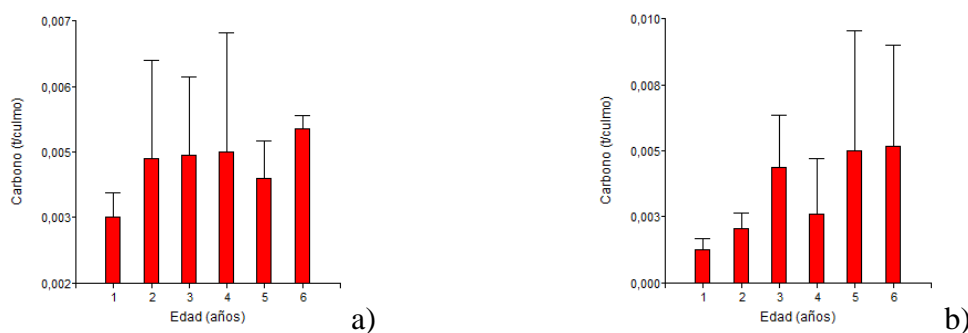 0,007
0,006
0,005
0,003
0,002
Carbono (t/culmo)
1 2 3 4 5 6
Edad (años)
a)
0,010
0,008
0,005
0,003
0,000
Carbono (t/culmo)
1 2 3 4 5 6
Edad (años)
b)